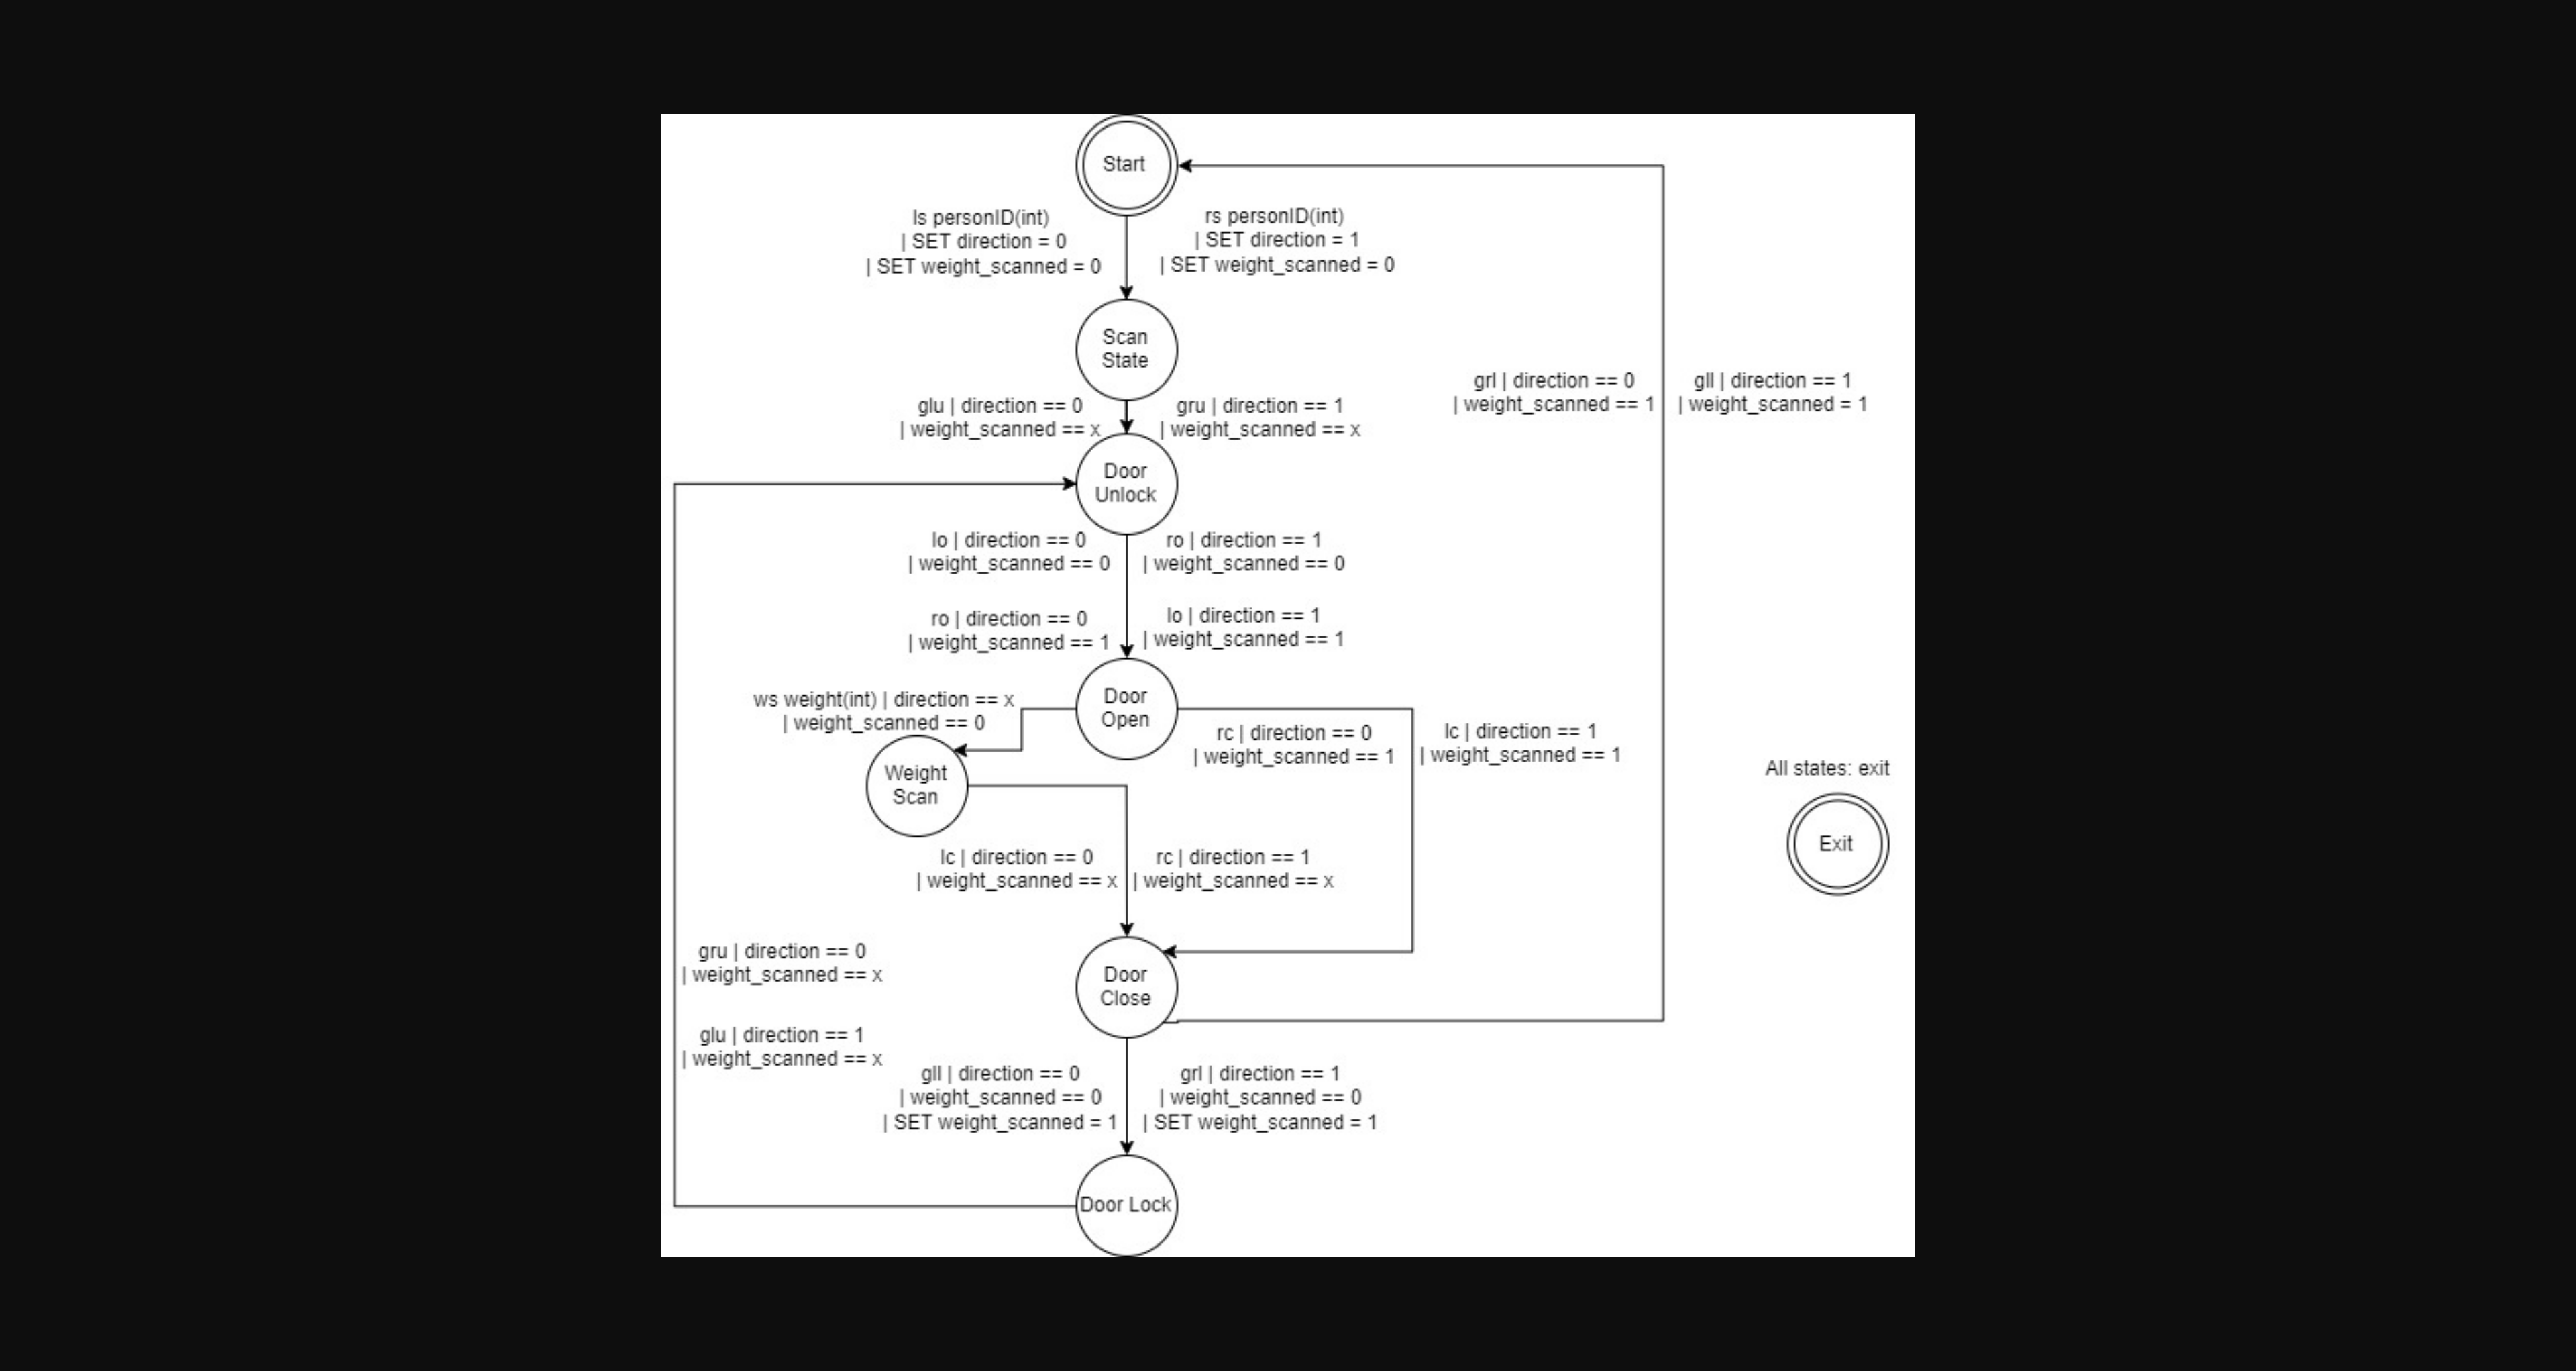 Start
ls personID(int)
| SET direction = 0
| SET weight_scanned = 0
rs personID(int)
| SET direction = 1
| SET weight_scanned = 0
Scan
State
grl | direction == 0
| weight_scanned == 1
gll | direction == 1
| weight_scanned = 1
glu | direction == 0
| weight_scanned == x
gru | direction == 1
| weight_scanned == x
Door
Unlock
lo | direction == 0
| weight_scanned == 0
ro | direction == 1
| weight_scanned == 0
ro | direction == 0
| weight_scanned == 1
lo | direction == 1
| weight_scanned == 1
Door
Open
ws weight(int) | direction == x
| weight_scanned == 0
rc | direction == 0
| weight_scanned == 1
lc | direction == 1
| weight_scanned == 1
Weight
Scan
All states: exit
Exit
lc | direction == 0
| weight_scanned == x
rc | direction == 1
| weight_scanned == x
gru | direction == 0
| weight_scanned == x
Door
Close
glu | direction == 1
| weight_scanned == x
gll | direction == 0
| weight_scanned == 0
| SET weight_scanned = 1
grl | direction == 1
| weight_scanned == 0
| SET weight_scanned = 1
Door Lock